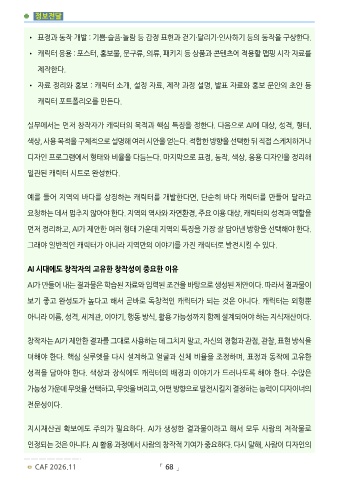 정보전달
• 표정과 동작 개발 : 기쁨·슬픔·놀람 등 감정 표현과 걷기·달리기·인사하기 등의 동작을 구상한다.
• 캐릭터 응용 : 포스터, 홍보물, 문구류, 의류, 패키지 등 상품과 콘텐츠에 적용할 맵핑 시각 자료를
제작한다.
• 자료 정리와 홍보 : 캐릭터 소개, 설정 자료, 제작 과정 설명, 발표 자료와 홍보 문안의 초안 등
캐릭터 포트폴리오를 만든다.
실무에서는 먼저 창작자가 캐릭터의 목적과 핵심 특징을 정한다. 다음으로 AI에 대상, 성격, 형태,
색상, 사용 목적을 구체적으로 설명해 여러 시안을 얻는다. 적합한 방향을 선택한 뒤 직접 스케치하거나
디자인 프로그램에서 형태와 비율을 다듬는다. 마지막으로 표정, 동작, 색상, 응용 디자인을 정리해
일관된 캐릭터 시트로 완성한다.
예를 들어 지역의 바다를 상징하는 캐릭터를 개발한다면, 단순히 바다 캐릭터를 만들어 달라고
요청하는 데서 멈추지 않아야 한다. 지역의 역사와 자연환경, 주요 이용 대상, 캐릭터의 성격과 역할을
먼저 정리하고, AI가 제안한 여러 형태 가운데 지역의 특징을 가장 잘 담아낸 방향을 선택해야 한다.
그래야 일반적인 캐릭터가 아니라 지역만의 이야기를 가진 캐릭터로 발전시킬 수 있다.
AI 시대에도 창작자의 고유한 창작성이 중요한 이유
AI가 만들어 내는 결과물은 학습된 자료와 입력된 조건을 바탕으로 생성된 제안이다. 따라서 결과물이
보기 좋고 완성도가 높다고 해서 곧바로 독창적인 캐릭터가 되는 것은 아니다. 캐릭터는 외형뿐
아니라 이름, 성격, 세계관, 이야기, 행동 방식, 활용 가능성까지 함께 설계되어야 하는 지식재산이다.
창작자는 AI가 제안한 결과를 그대로 사용하는 데 그치지 말고, 자신의 경험과 관점, 관찰, 표현 방식을
더해야 한다. 핵심 실루엣을 다시 설계하고 얼굴과 신체 비율을 조정하며, 표정과 동작에 고유한
성격을 담아야 한다. 색상과 장식에도 캐릭터의 배경과 이야기가 드러나도록 해야 한다. 수많은
가능성 가운데 무엇을 선택하고, 무엇을 버리고, 어떤 방향으로 발전시킬지 결정하는 능력이 디자이너의
전문성이다.
지식재산권 확보에도 주의가 필요하다. AI가 생성한 결과물이라고 해서 모두 사람의 저작물로
인정되는 것은 아니다. AI 활용 과정에서 사람의 창작적 기여가 중요하다. 다시 말해, 사람이 디자인의
CAF 2026.11
「 68 」